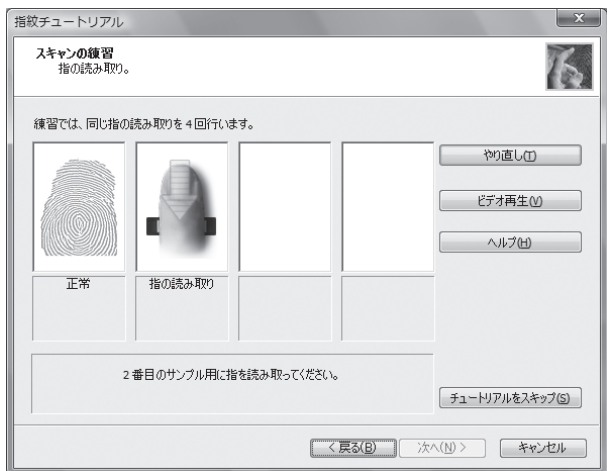 指紋チュートリアル
スキャンの練習
指の読み取り。
練習では、同じ指の読み取りを4回行います。
正常
指の読み取り
やり直し(T)
ビデオ再生(V)
ヘルプ(H)
2番目のサンプル用に指を読み取ってください。
チュートリアルをスキップ(S)
< 戻る(B)
次へ(N) >
キャンセル